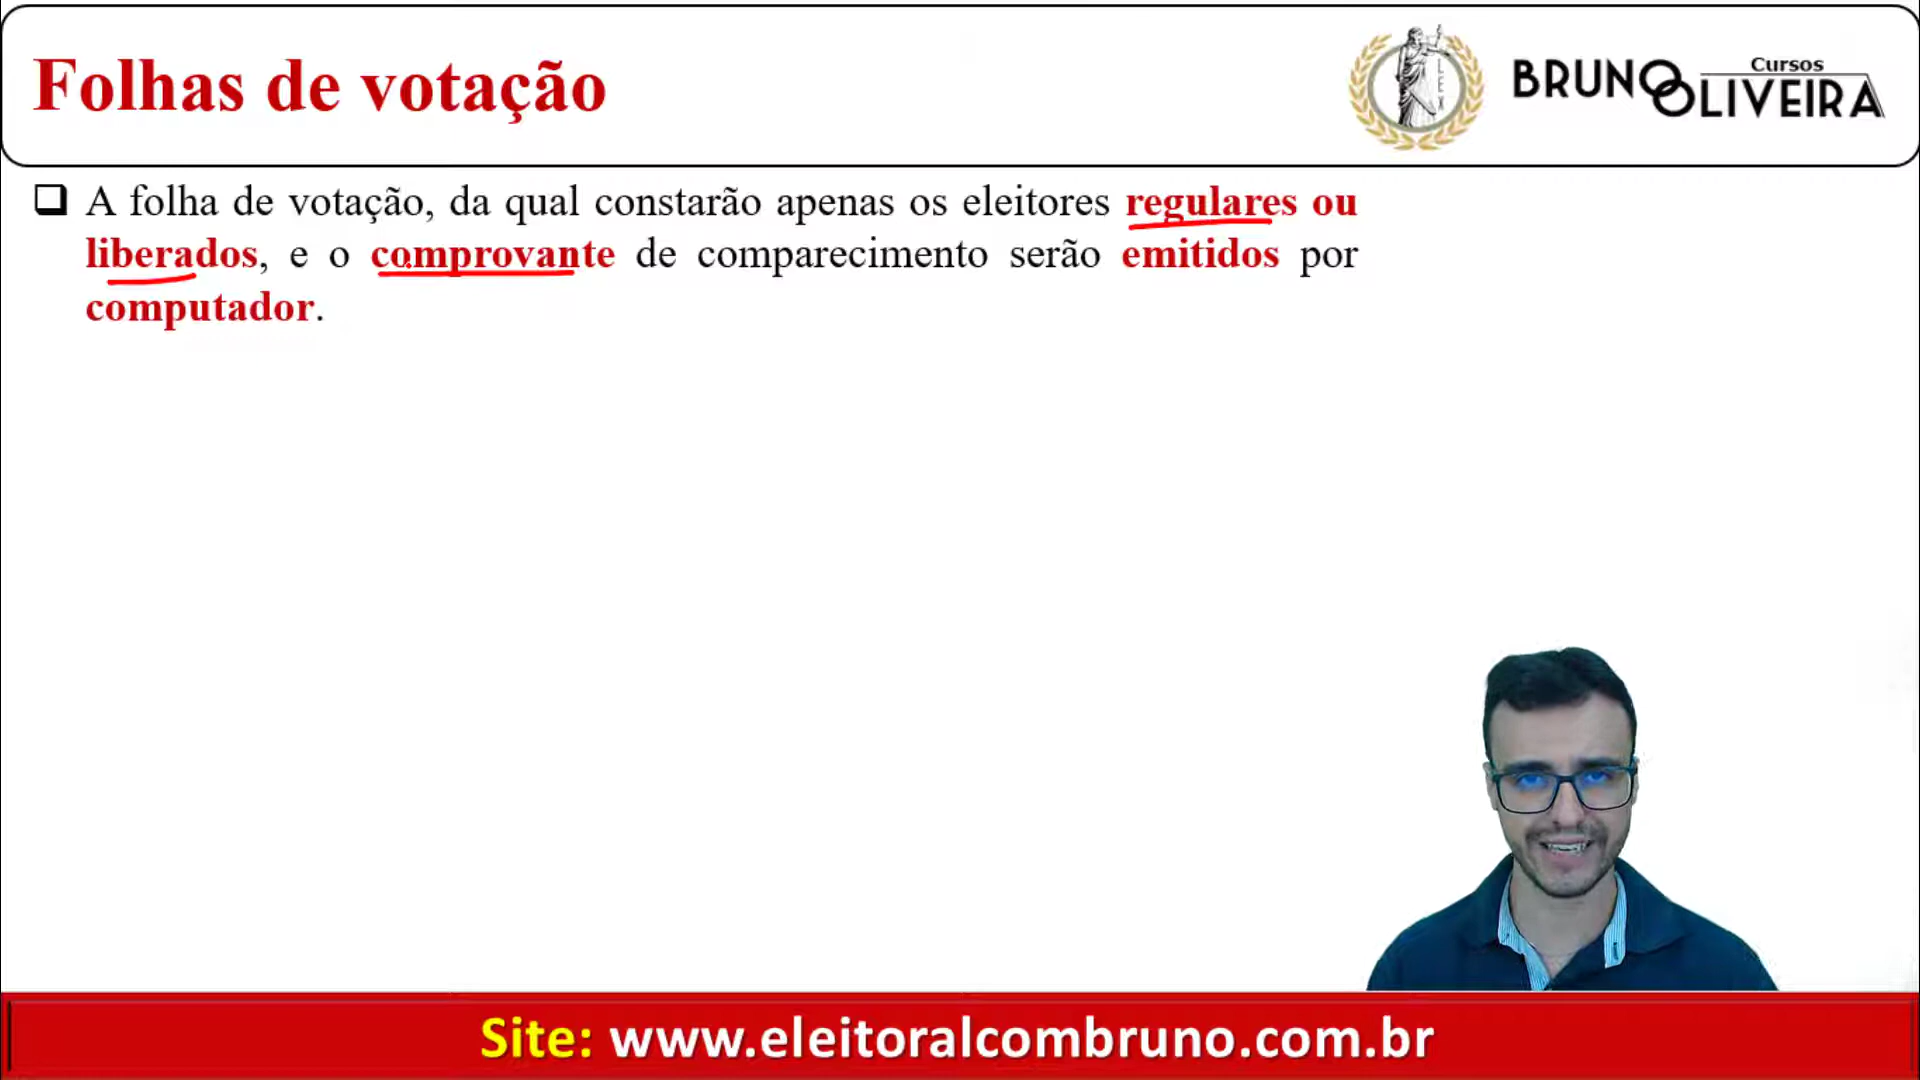 Folhas de votação
LEX
Cursos
BRUNO OLIVEIRA
A folha de votação, da qual constarão apenas os eleitores regulares ou
liberados, e o comprovante de comparecimento serão emitidos por
computador.
Site: www.eleitoralcombruno.com.br